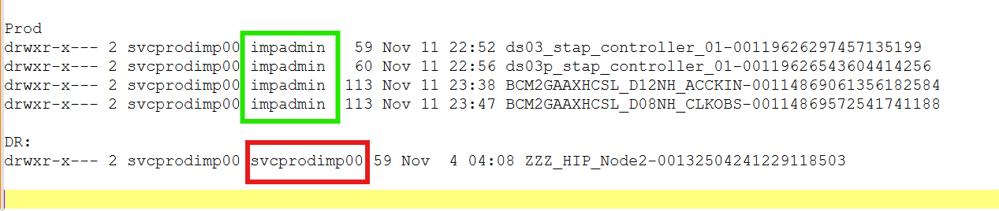 Prod
drwxr-x--- 2 svcprodimp00 impadmin 59 Nov 11 22:52 ds03_stap_controller_01-00119626297457135199
drwxr-x--- 2 svcprodimp00 impadmin 60 Nov 11 22:56 ds03p_stap_controller_01-00119626543604414256
drwxr-x--- 2 svcprodimp00 impadmin 113 Nov 11 23:38 BCM2GAAXHCSL_D12NH_ACCKIN-00114869061356182584
drwxr-x--- 2 svcprodimp00 impadmin 113 Nov 11 23:47 BCM2GAAXHCSL_D08NH_CLKOBS-00114869572541741188
DR:
drwxr-x--- 2 svcprodimp00 svcprodimp00 59 Nov 4 04:08 ZZZ_HIP_Node2-00132504241229118503